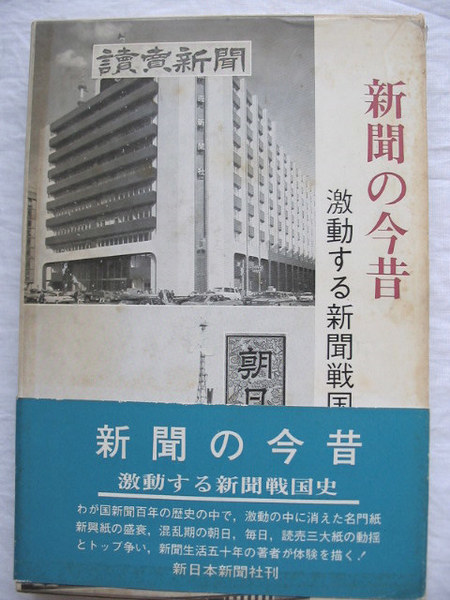 讀賣新聞
新聞の今昔
激動する新聞戦国
朝日
新聞の今昔
激動する新聞戦国史
わが国新聞百年の歴史の中で，激動の中に消えた名門紙
新興紙の盛衰，混乱期の朝日，毎日，読売三大紙の動揺
とトップ争い，新聞生活五十年の著者が体験を描く！
新日本新聞社刊